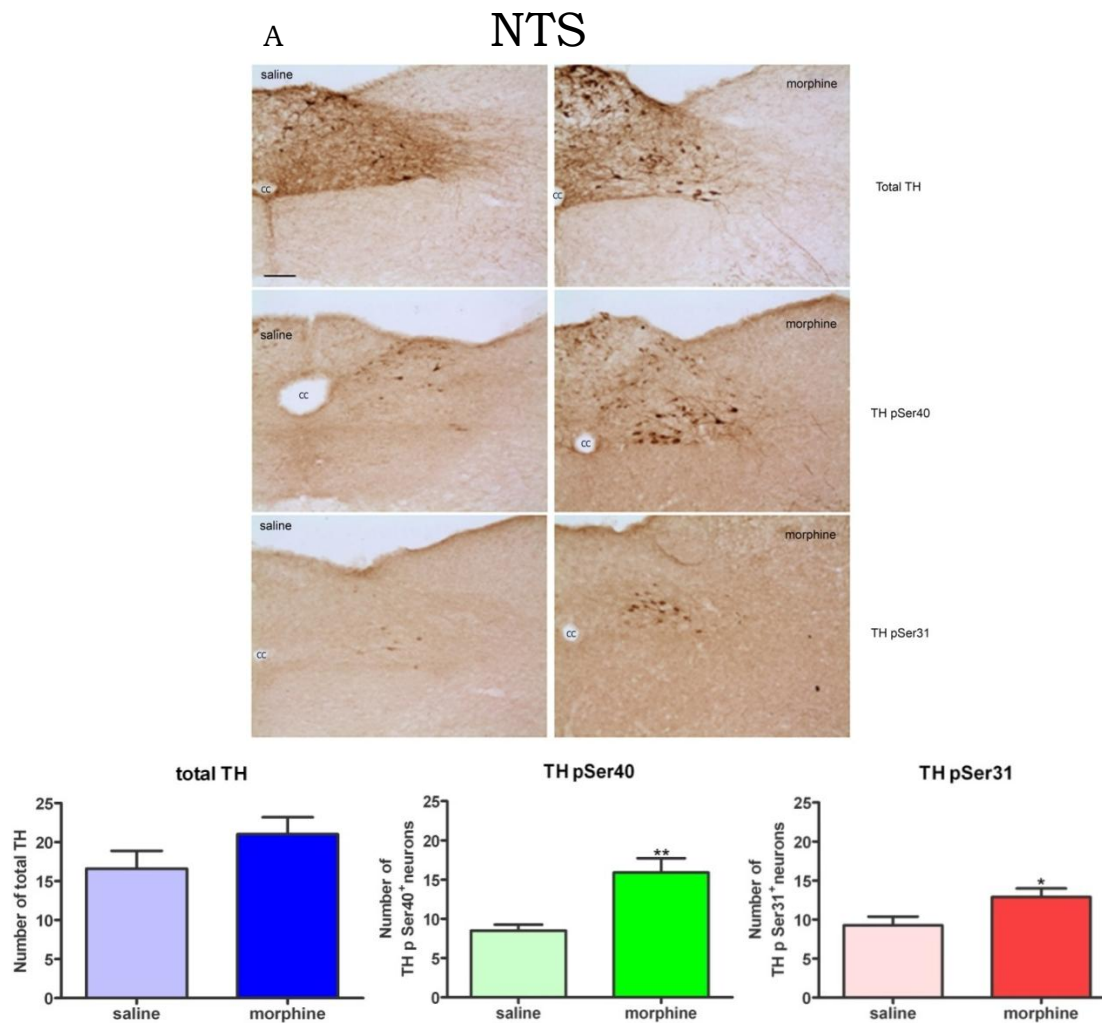 A
NTS
saline
morphine
cc
cc
Total TH
saline
morphine
cc
cc
TH pSer40
saline
morphine
cc
cc
TH pSer31
total TH
Number of total TH
25
20
15
10
5
0
saline
morphine
TH pSer40
Number of
TH p Ser40+ neurons
25
20
15
10
5
0
**
saline
morphine
TH pSer31
Number of
TH p Ser31+ neurons
25
20
15
10
5
0
*
saline
morphine